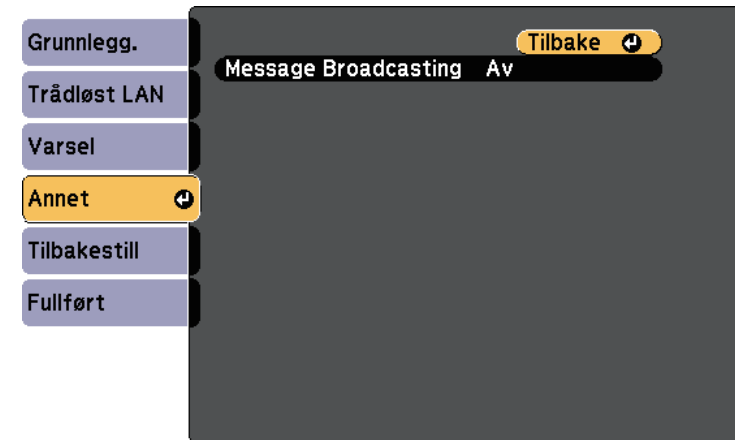 Grunnlegg.
Trådløst LAN
Varsel
Annet
Tilbakestill
Fullført
Tilbake
Message Broadcasting Av